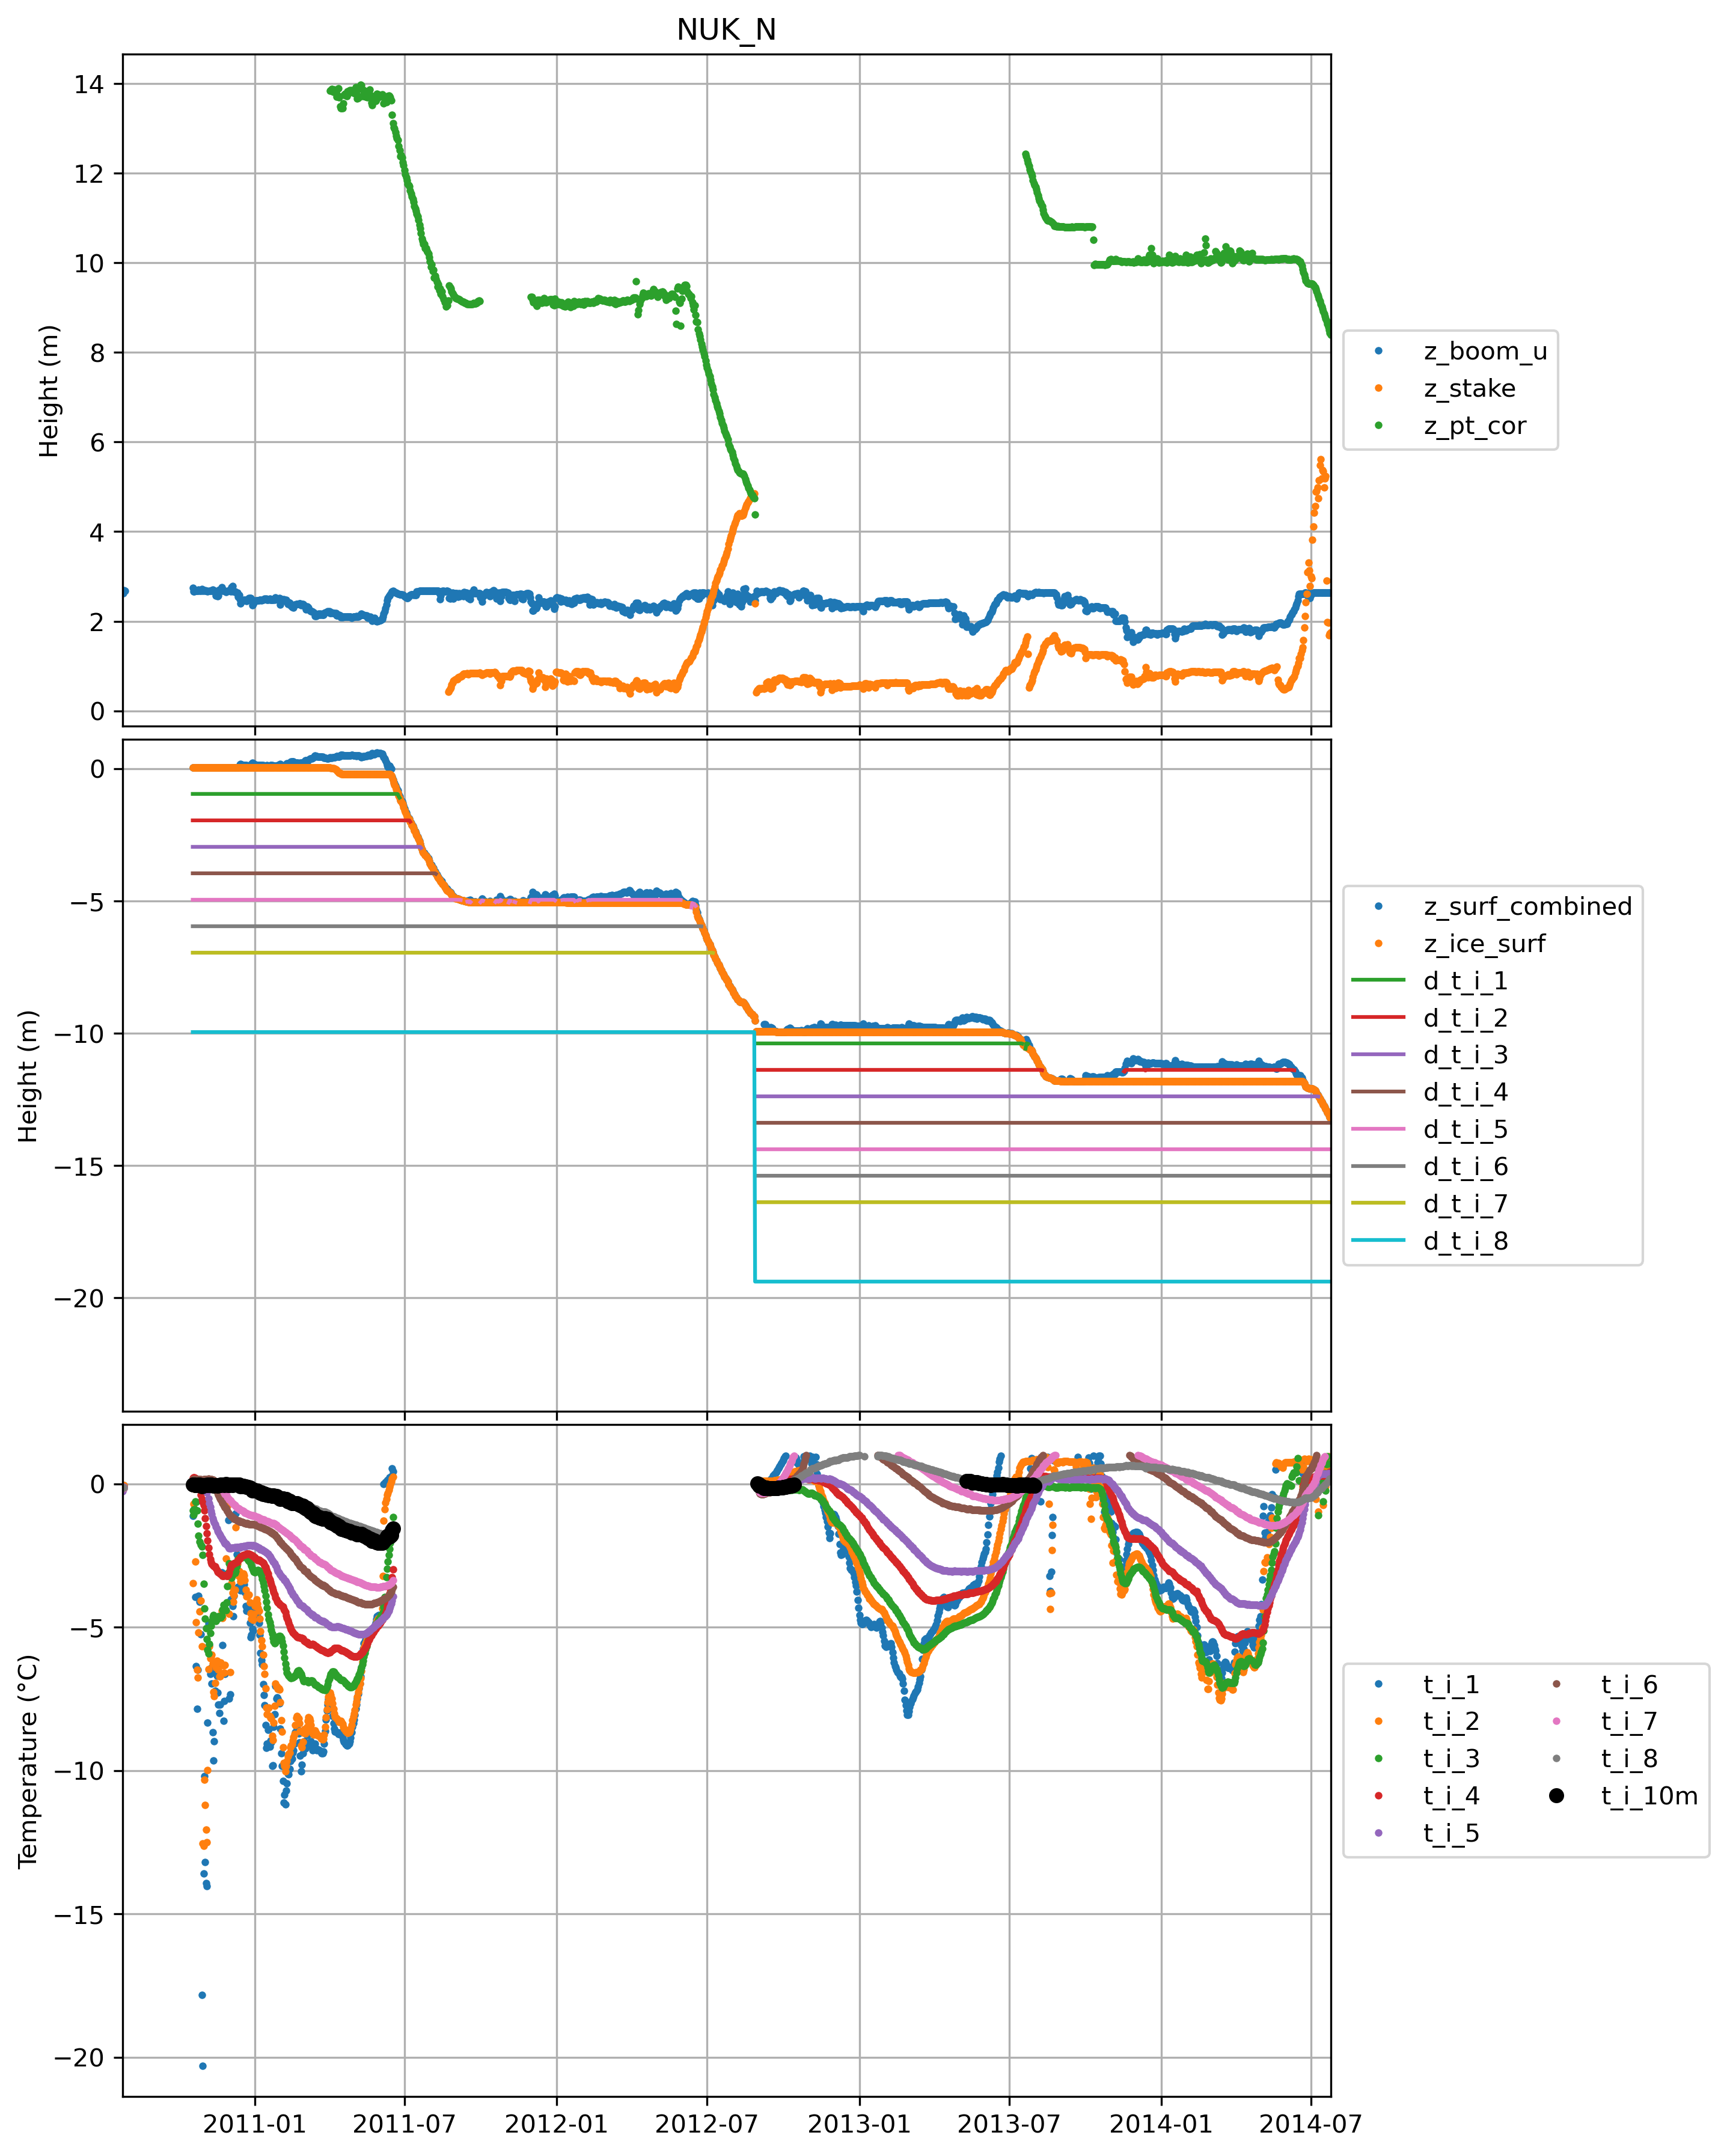 NUK_N
14
12
10
8
6
4
2
0
Height (m)
z_boom_u
z_stake
z_pt_cor
0
−5
−10
−15
−20
Height (m)
z_surf_combined
z_ice_surf
d_t_i_1
d_t_i_2
d_t_i_3
d_t_i_4
d_t_i_5
d_t_i_6
d_t_i_7
d_t_i_8
0
−5
−10
−15
−20
Temperature (°C)
t_i_1
t_i_2
t_i_3
t_i_4
t_i_5
t_i_6
t_i_7
t_i_8
t_i_10m
2011-01 2011-07 2012-01 2012-07 2013-01 2013-07 2014-01 2014-07